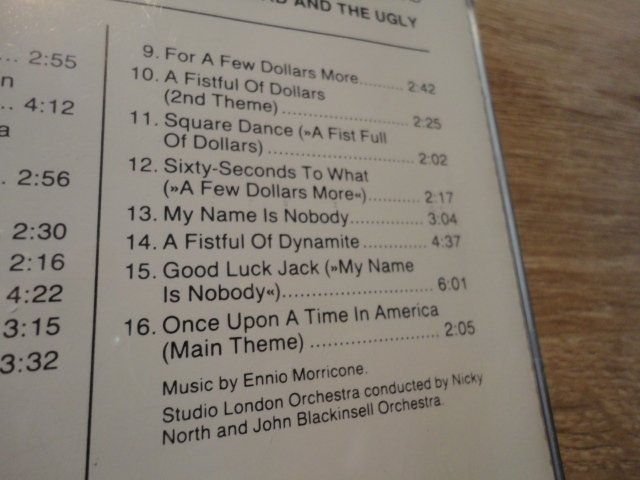 AND THE UGLY
... 2:55
n
... 4:12
a
. 2:56
2:30
2:16
4:22
3:15
3:32
9. For A Few Dollars More.......... 2:42
10. A Fistful Of Dollars
(2nd Theme)............................ 2:25
11. Square Dance (»A Fist Full
Of Dollars)............................... 2:02
12. Sixty-Seconds To What
(»A Few Dollars More«)........... 2:17
13. My Name Is Nobody.............. 3:04
14. A Fistful Of Dynamite............ 4:37
15. Good Luck Jack (»My Name
Is Nobody«)............................. 6:01
16. Once Upon A Time In America
(Main Theme) ......................... 2:05
Music by Ennio Morricone.
Studio London Orchestra conducted by Nicky
North and John Blackinsell Orchestra.